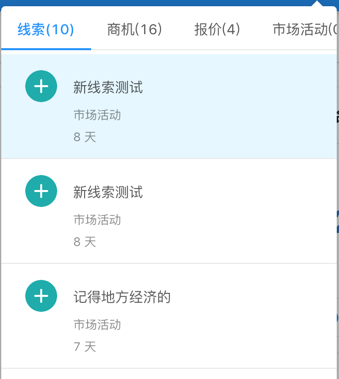 线索(10) 商机(16) 报价(4) 市场活动(
新线索测试
市场活动
8 天
新线索测试
市场活动
8 天
记得地方经济的
市场活动
7 天